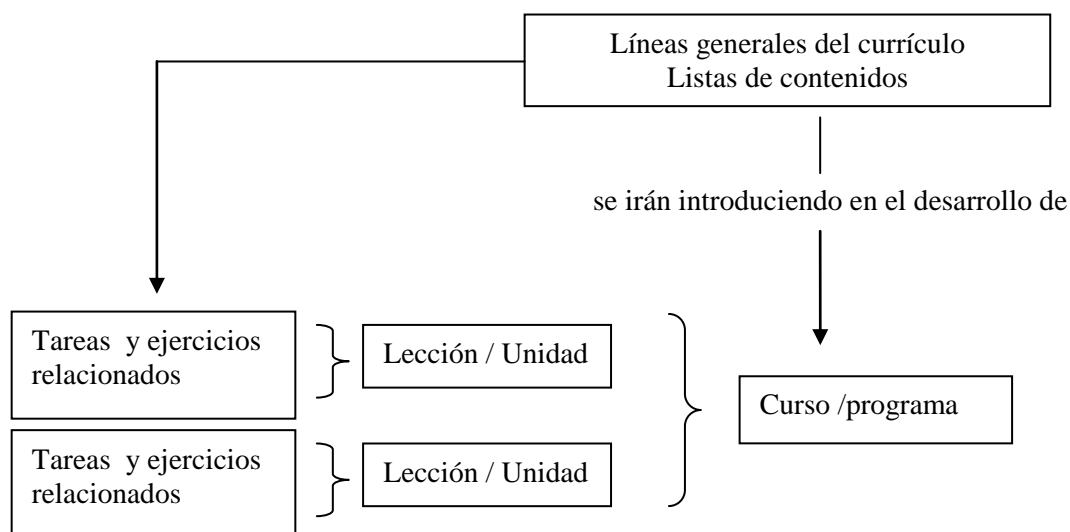 Líneas generales del currículo
Listas de contenidos
se irán introduciendo en el desarrollo de
Tareas y ejercicios
relacionados
Lección / Unidad
Curso /programa
Tareas y ejercicios
relacionados
Lección / Unidad